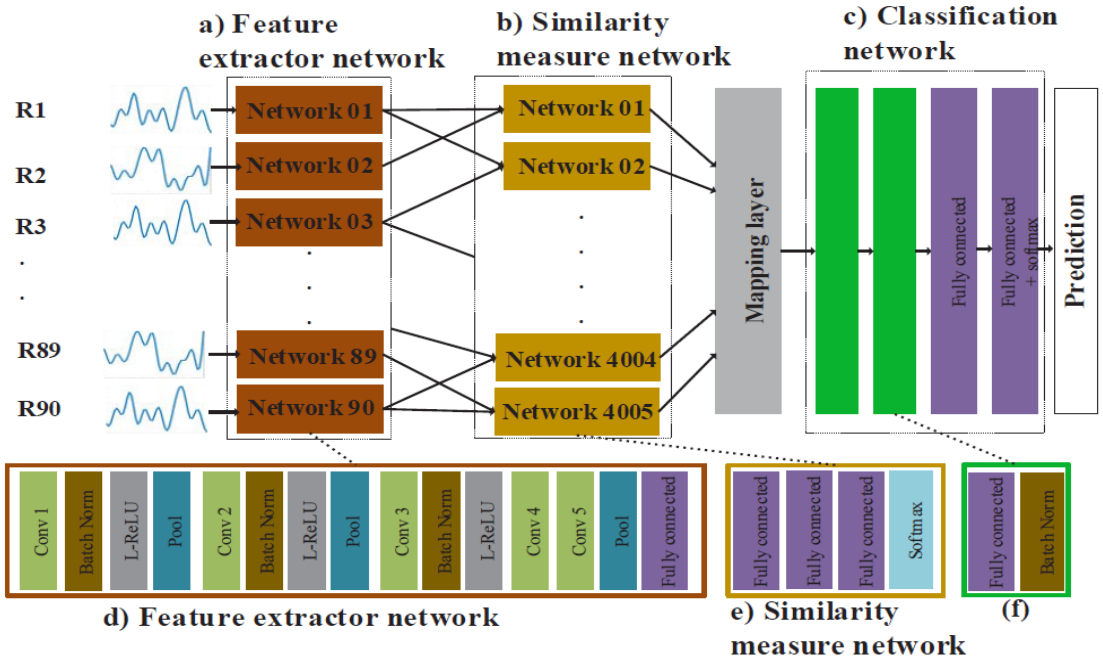 a) Feature
extractor network
b) Similarity
measure network
c) Classification
network
R1
Network 01
Network 01
R2
Network 02
Network 02
R3
Network 03
.
.
.
.
.
.
.
.
R89
Network 89
Network 4004
R90
Network 90
Network 4005
Mapping layer
Fully connected
Fully connected
+ softmax
Prediction
Conv 1
Batch Norm
L-ReLU
Pool
Conv 2
Batch Norm
L-ReLU
Pool
Conv 3
Batch Norm
L-ReLU
Conv 4
Conv 5
Pool
Fully connected
Fully connected
Fully connected
Fully connected
Softmax
Fully connected
Batch Norm
d) Feature extractor network
e) Similarity
measure network
(f)